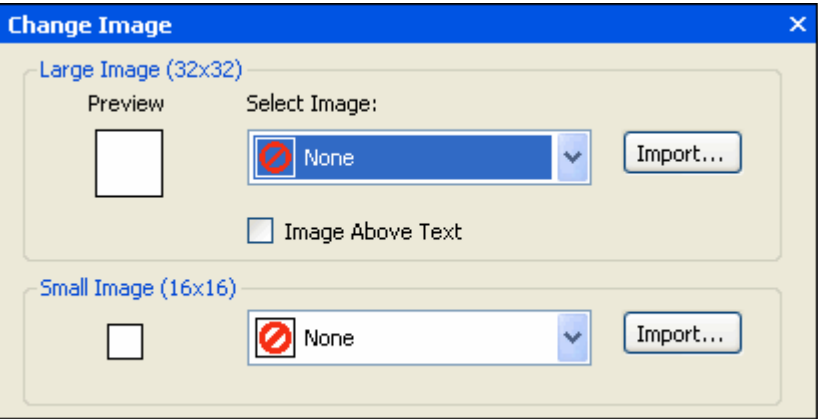 Change Image
Large Image (32x32)
Preview
Select Image:
None
Import...
Image Above Text
Small Image (16x16)
None
Import...